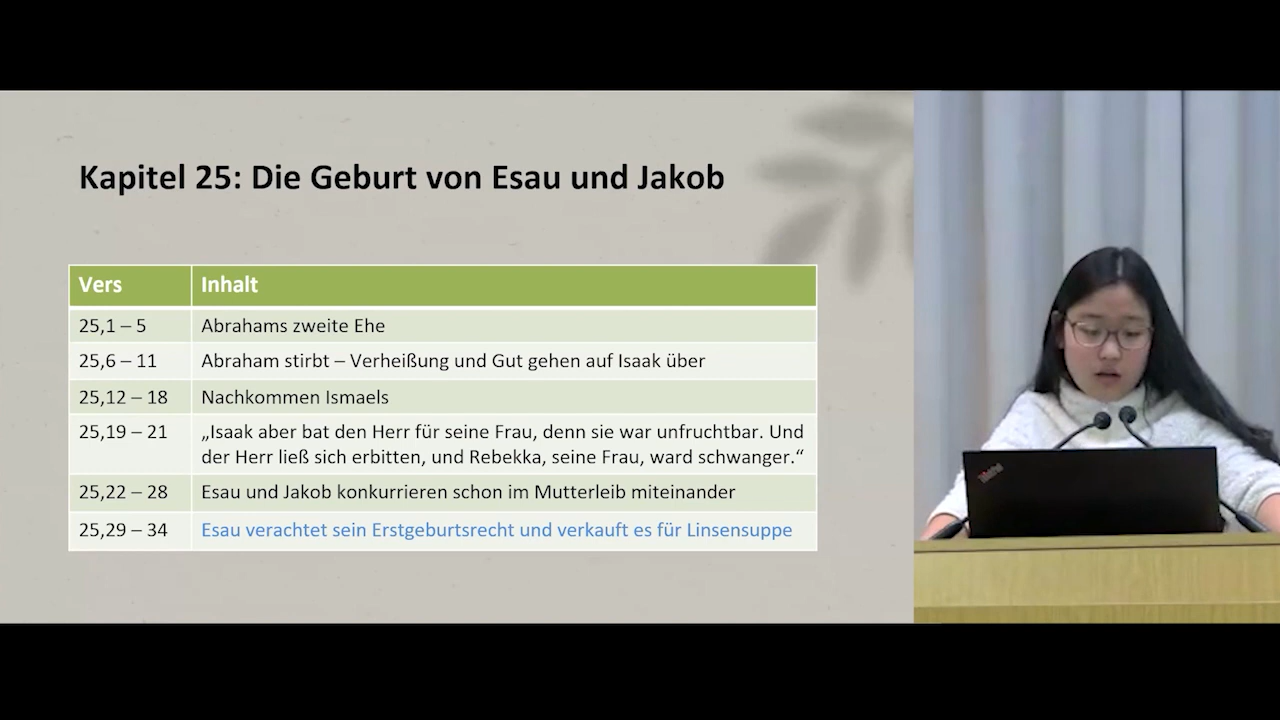 Kapitel 25: Die Geburt von Esau und Jakob
Vers Inhalt
25,1 – 5 Abrahams zweite Ehe
25,6 – 11 Abraham stirbt – Verheißung und Gut gehen auf Isaak über
25,12 – 18 Nachkommen Ismaels
25,19 – 21 „Isaak aber bat den Herr für seine Frau, denn sie war unfruchtbar. Und
der Herr ließ sich erbitten, und Rebekka, seine Frau, ward schwanger.“
25,22 – 28 Esau und Jakob konkurrieren schon im Mutterleib miteinander
25,29 – 34 Esau verachtet sein Erstgeburtsrecht und verkauft es für Linsensuppe
ThinkPad